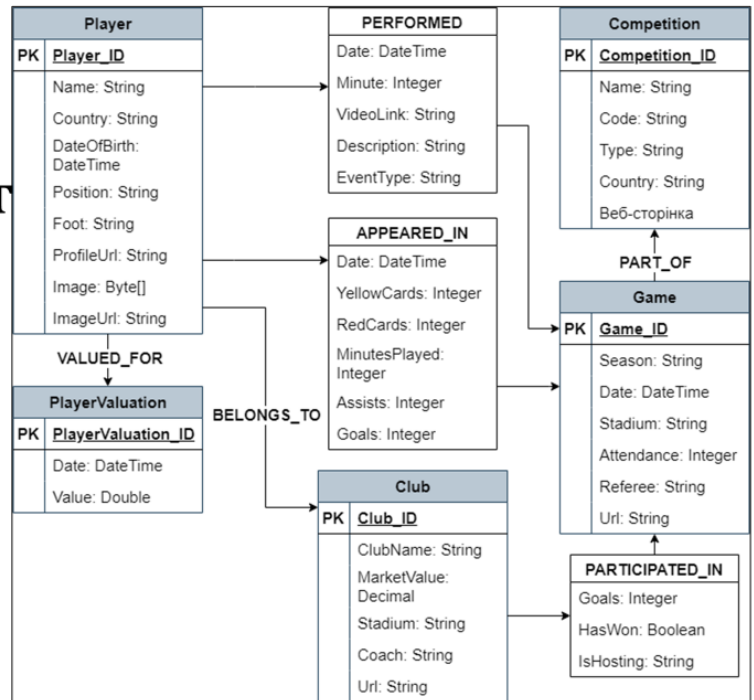 Player
PK Player_ID
Name: String
Country: String
DateOfBirth:
DateTime
Position: String
Foot: String
ProfileUrl: String
Image: Byte[]
ImageUrl: String
T
VALUED_FOR
PlayerValuation
PK PlayerValuation_ID
Date: DateTime
Value: Double
BELONGS_TO
PERFORMED
Date: DateTime
Minute: Integer
VideoLink: String
Description: String
EventType: String
APPEARED_IN
Date: DateTime
YellowCards: Integer
RedCards: Integer
MinutesPlayed:
Integer
Assists: Integer
Goals: Integer
Club
PK Club_ID
ClubName: String
MarketValue:
Decimal
Stadium: String
Coach: String
Url: String
Competition
PK Competition_ID
Name: String
Code: String
Type: String
Country: String
Веб-сторінка
PART_OF
Game
PK Game_ID
Season: String
Date: DateTime
Stadium: String
Attendance: Integer
Referee: String
Url: String
PARTICIPATED_IN
Goals: Integer
HasWon: Boolean
IsHosting: String